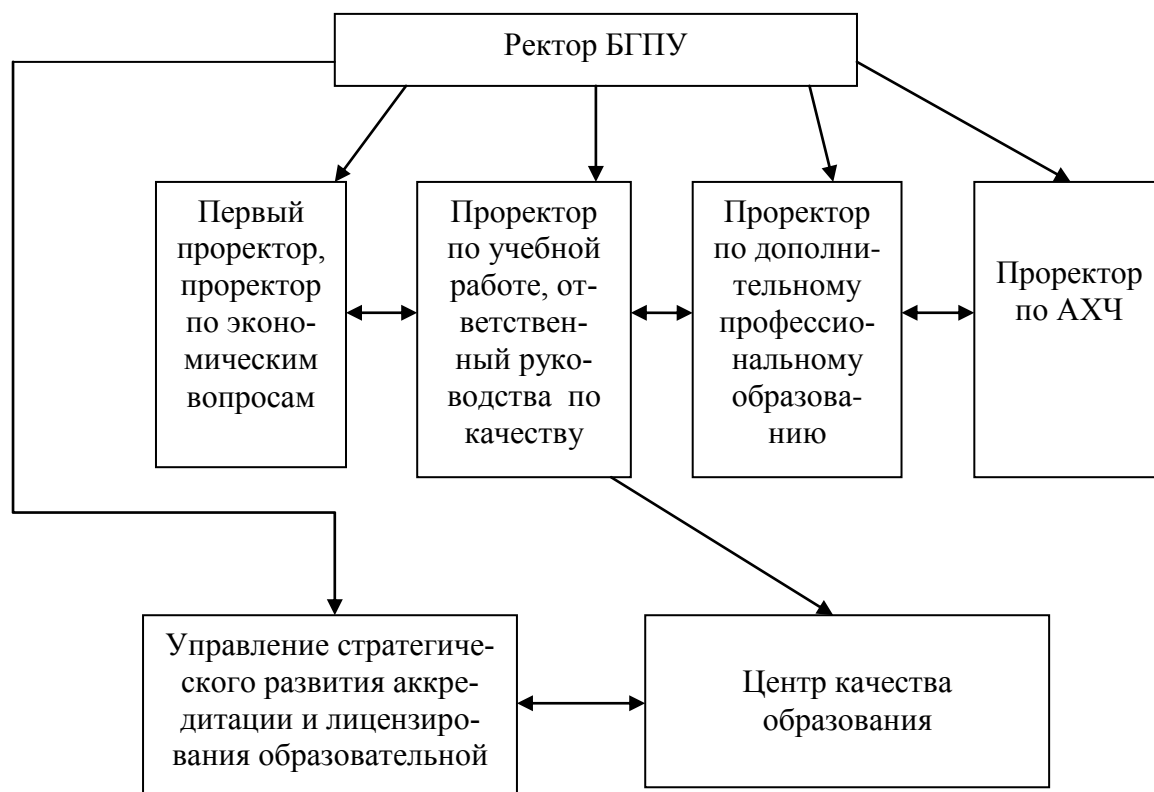 Ректор БГПУ
Первый
проректор,
проректор
по эконо-
мическим
вопросам
Проректор
по учебной
работе, от-
ветствен-
ный руко-
водства по
качеству
Проректор
по дополни-
тельному
профессио-
нальному
образова-
нию
Проректор
по АХЧ
Управление стратегиче-
ского развития аккре-
дитации и лицензиро-
вания образовательной
Центр качества
образования